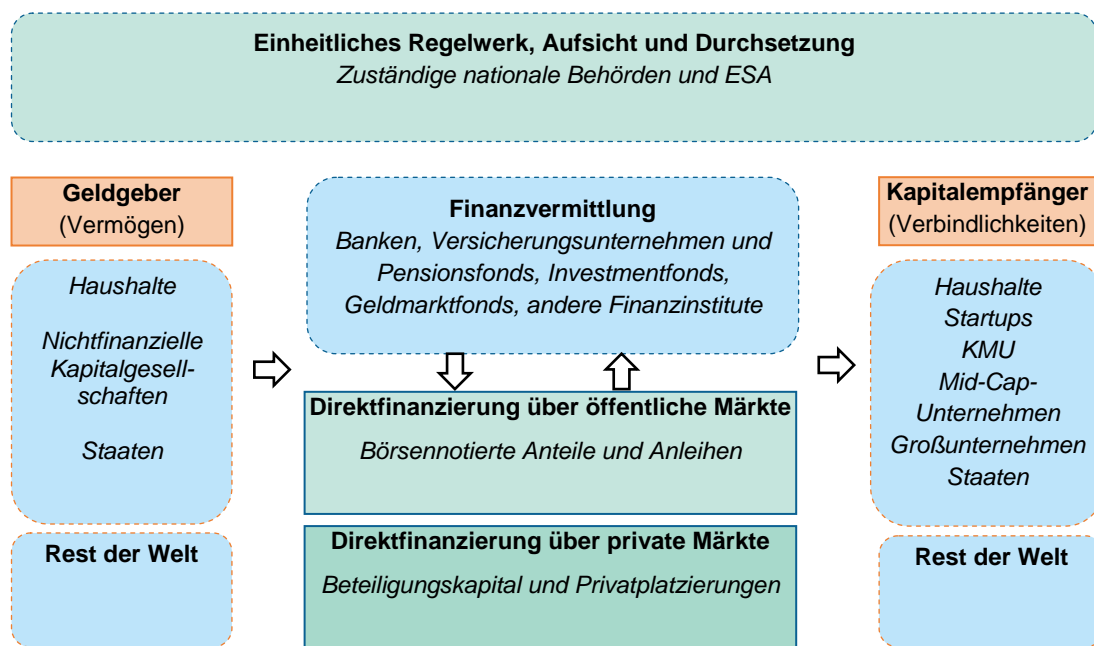 Einheitliches Regelwerk, Aufsicht und Durchsetzung
Zuständige nationale Behörden und ESA
Geldgeber
(Vermögen)
Haushalte
Nichtfinanzielle
Kapitalgesell-
schaften
Staaten
Rest der Welt
Finanzvermittlung
Banken, Versicherungsunternehmen und
Pensionsfonds, Investmentfonds,
Geldmarktfonds, andere Finanzinstitute
Direktfinanzierung über öffentliche Märkte
Börsennotierte Anteile und Anleihen
Direktfinanzierung über private Märkte
Beteiligungskapital und Privatplatzierungen
Kapitalempfänger
(Verbindlichkeiten)
Haushalte
Startups
KMU
Mid-Cap-
Unternehmen
Großunternehmen
Staaten
Rest der Welt